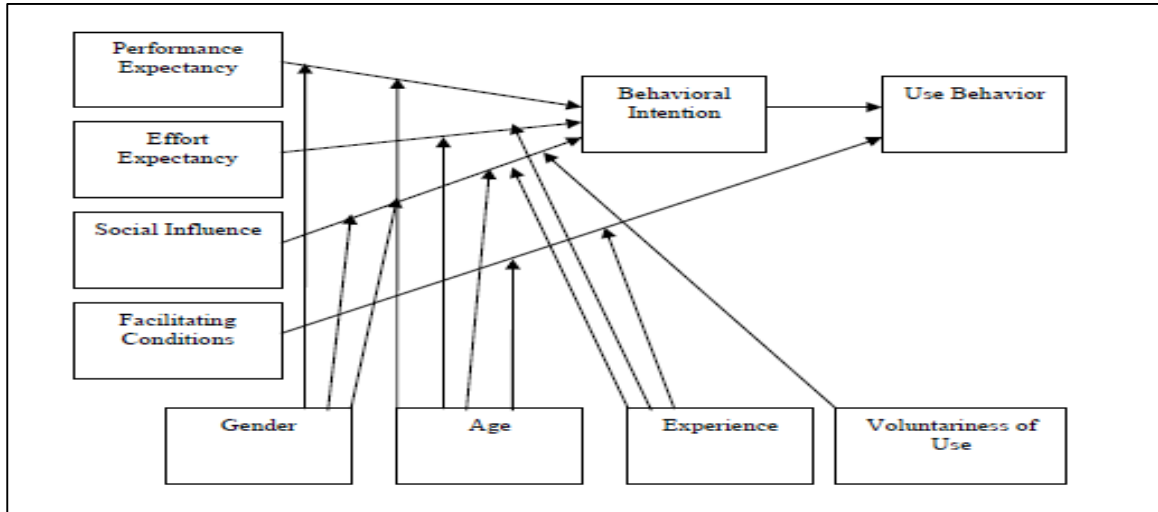 Performance
Expectancy
Effort
Expectancy
Social Influence
Facilitating
Conditions
Behavioral
Intention
Use Behavior
Gender
Age
Experience
Voluntariness of
Use